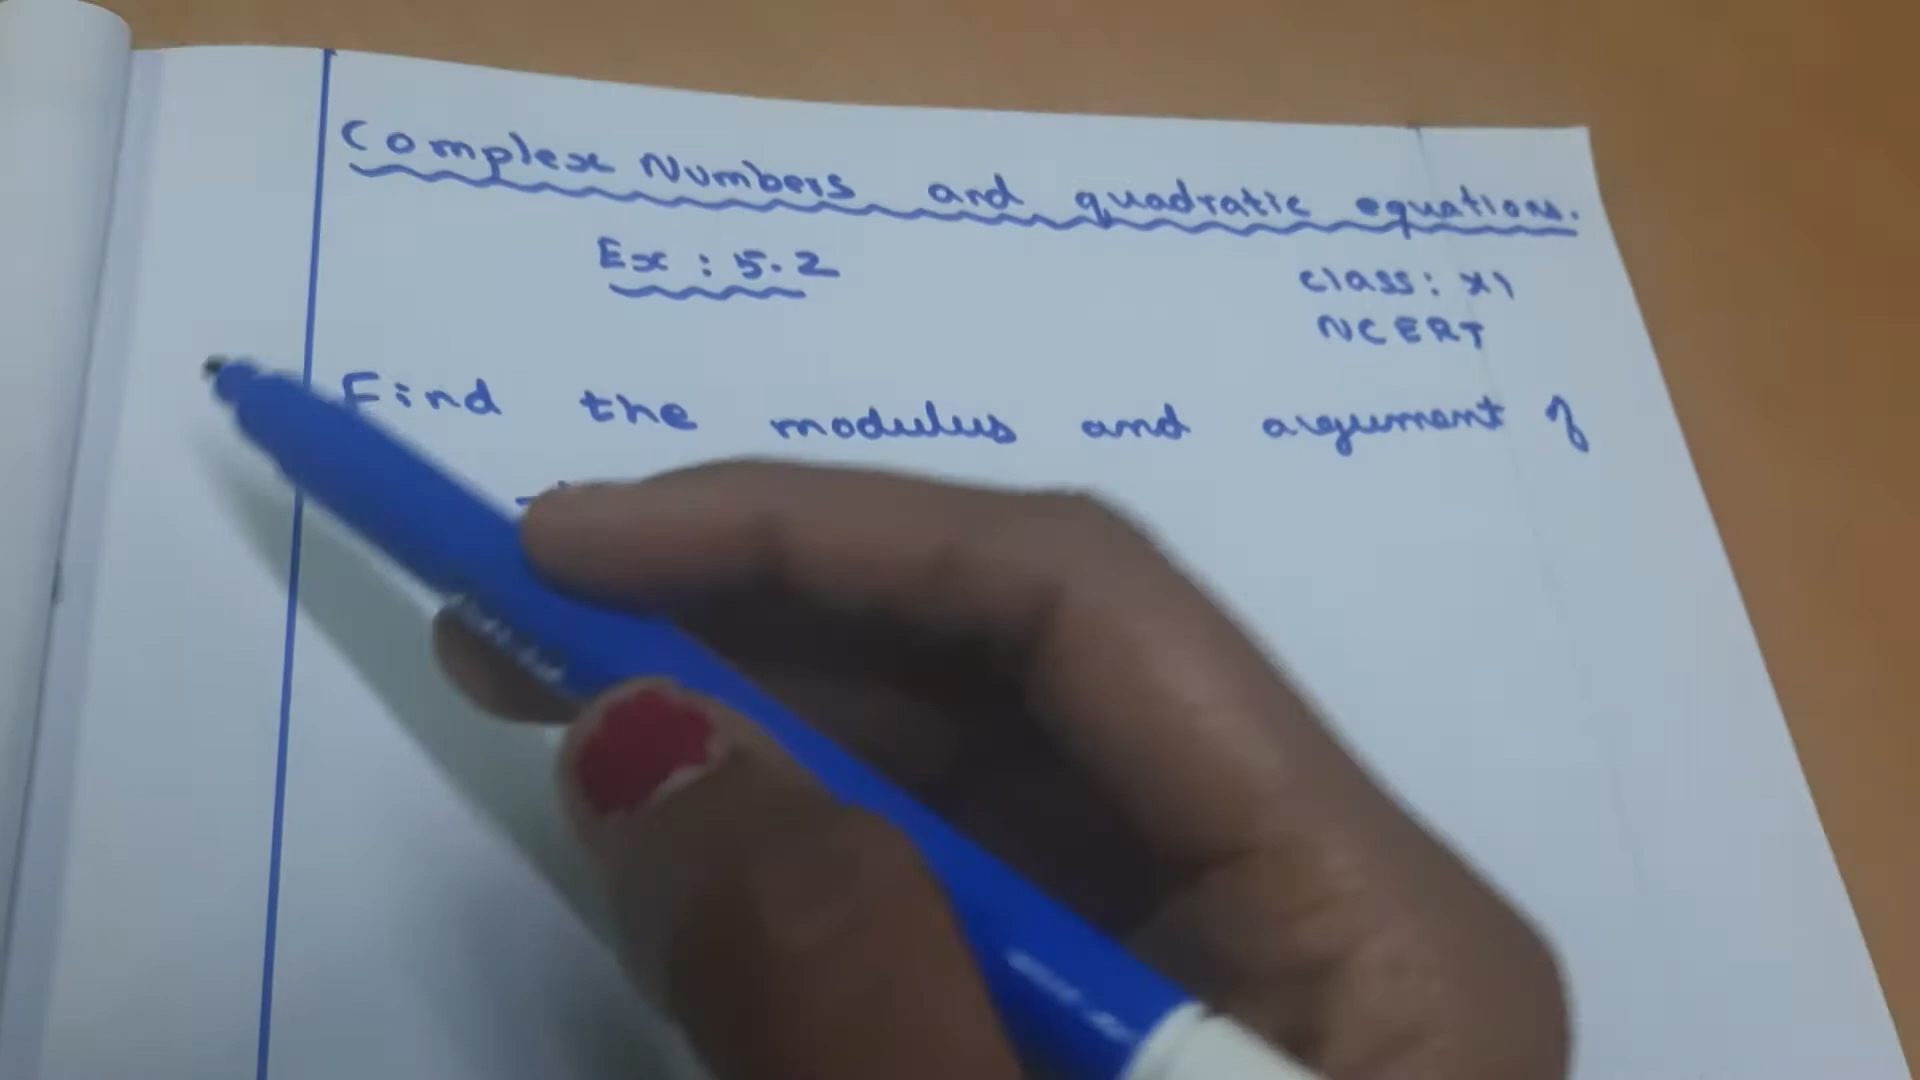 Complex Numbers and quadratic equations.
Ex : 5.2
class: XI
NCERT
Find the modulus and argument of